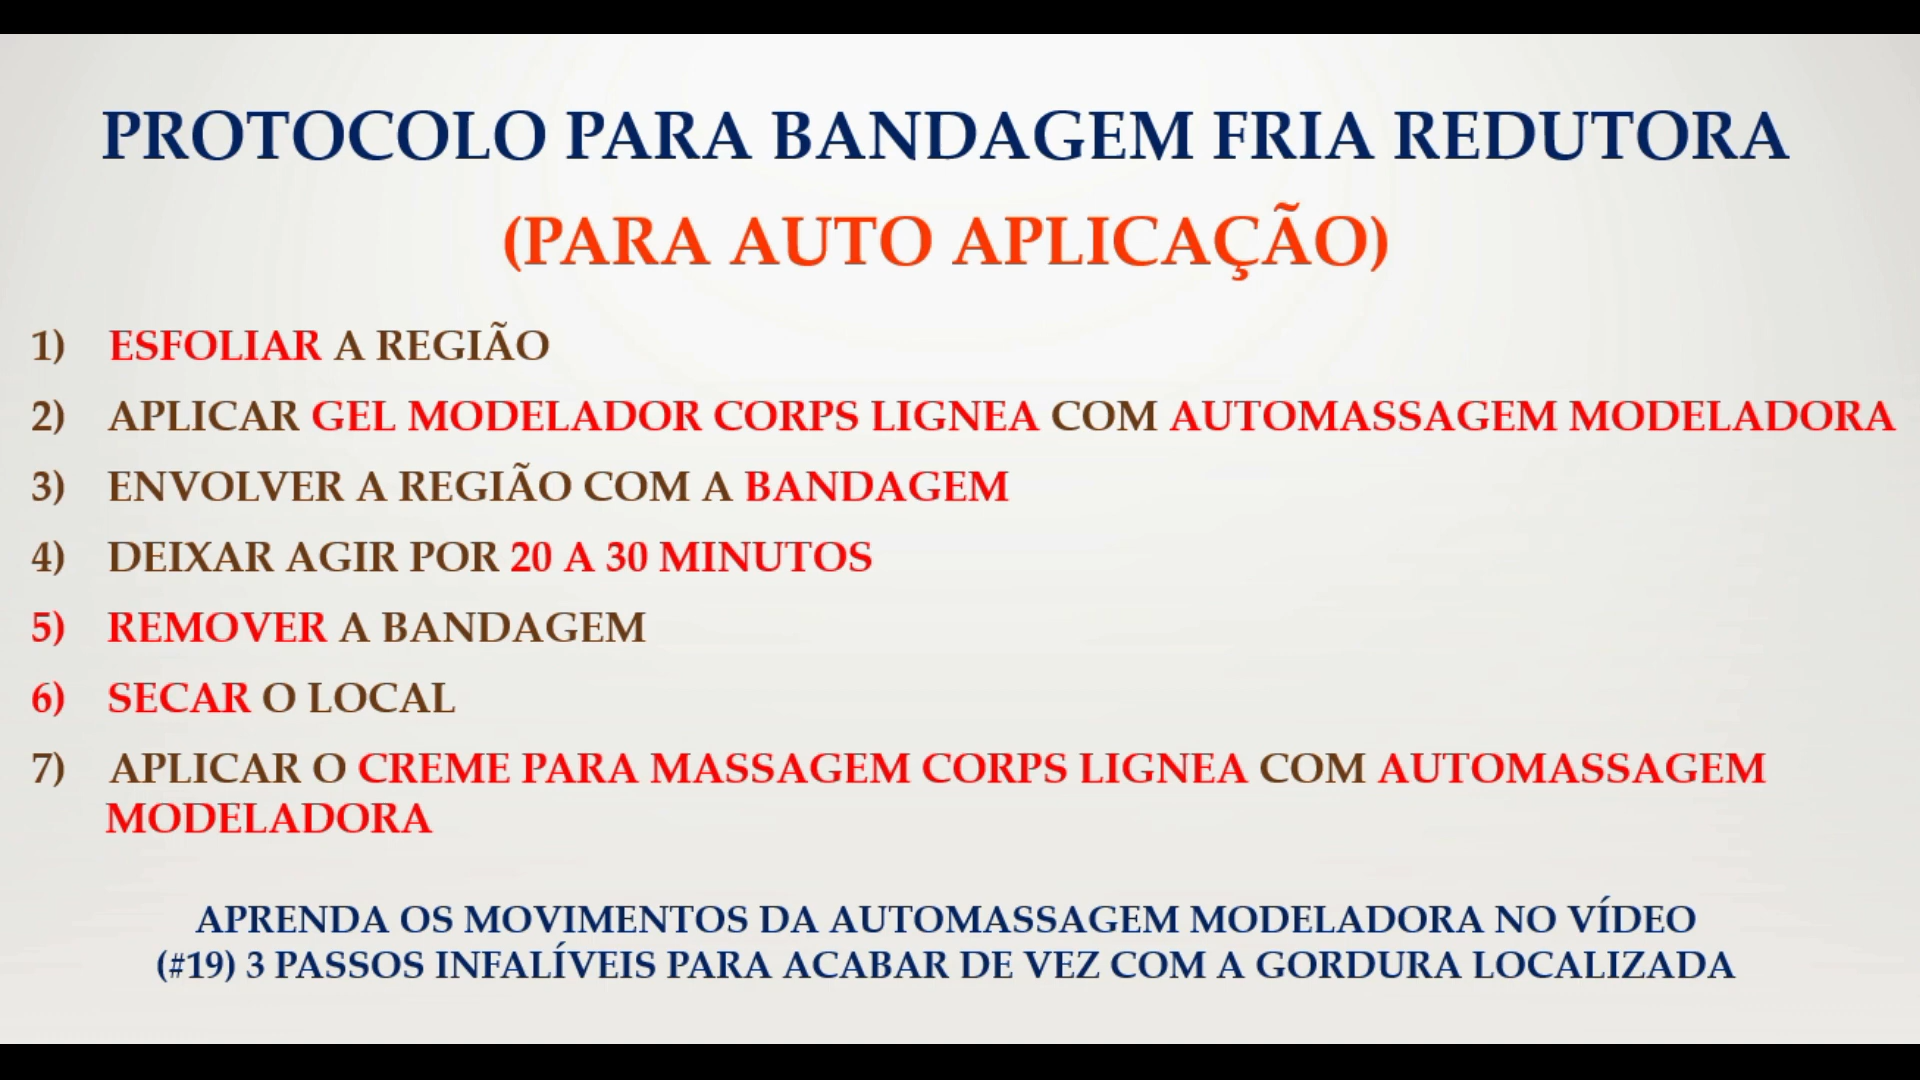 PROTOCOLO PARA BANDAGEM FRIA REDUTORA
(PARA AUTO APLICAÇÃO)
1) ESFOLIAR A REGIÃO
2) APLICAR GEL MODELADOR CORPS LIGNEA COM AUTOMASSAGEM MODELADORA
3) ENVOLVER A REGIÃO COM A BANDAGEM
4) DEIXAR AGIR POR 20 A 30 MINUTOS
5) REMOVER A BANDAGEM
6) SECAR O LOCAL
7) APLICAR O CREME PARA MASSAGEM CORPS LIGNEA COM AUTOMASSAGEM
MODELADORA
APRENDA OS MOVIMENTOS DA AUTOMASSAGEM MODELADORA NO VÍDEO
(#19) 3 PASSOS INFALÍVEIS PARA ACABAR DE VEZ COM A GORDURA LOCALIZADA